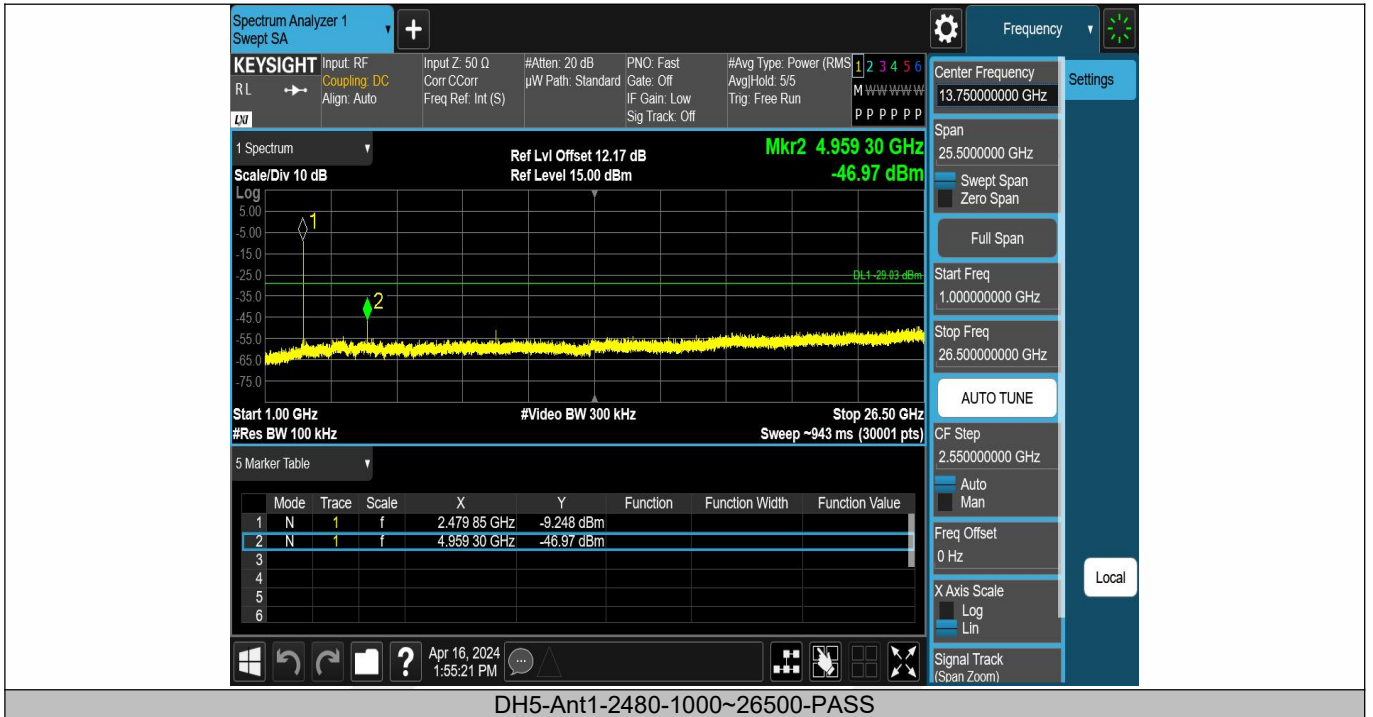 Spectrum Analyzer 1
Swept SA
+
Frequency
KEYSIGHT
RL
LXI
Input: RF
Coupling: DC
Align: Auto
Input Z: 50 Ω
Corr CCorr
Freq Ref: Int (S)
#Atten: 20 dB
µW Path: Standard
PNO: Fast
Gate: Off
IF Gain: Low
Sig Track: Off
#Avg Type: Power (RMS
Avg|Hold: 5/5
Trig: Free Run
1 2 3 4 5 6
M W W W W W
P P P P P P
Center Frequency
13.750000000 GHz
Settings
Span
25.5000000 GHz
Swept Span
Zero Span
Full Span
Start Freq
1.000000000 GHz
Stop Freq
26.500000000 GHz
AUTO TUNE
CF Step
2.550000000 GHz
Auto
Man
Freq Offset
0 Hz
X Axis Scale
Log
Lin
Signal Track
(Span Zoom)
Local
1 Spectrum
Scale/Div 10 dB
Ref Lvl Offset 12.17 dB
Ref Level 15.00 dBm
Mkr2 4.959 30 GHz
-46.97 dBm
Log
5.00
-5.00
-15.0
-25.0
-35.0
-45.0
-55.0
-65.0
-75.0
1
2
DL1 -29.03 dBm
Start 1.00 GHz
#Video BW 300 kHz
Stop 26.50 GHz
#Res BW 100 kHz
Sweep ~943 ms (30001 pts)
5 Marker Table
Mode Trace Scale X Y Function Function Width Function Value
1 N 1 f 2.479 85 GHz -9.248 dBm
2 N 1 f 4.959 30 GHz -46.97 dBm
3
4
5
6
?
Apr 16, 2024
1:55:21 PM
DH5-Ant1-2480-1000~26500-PASS